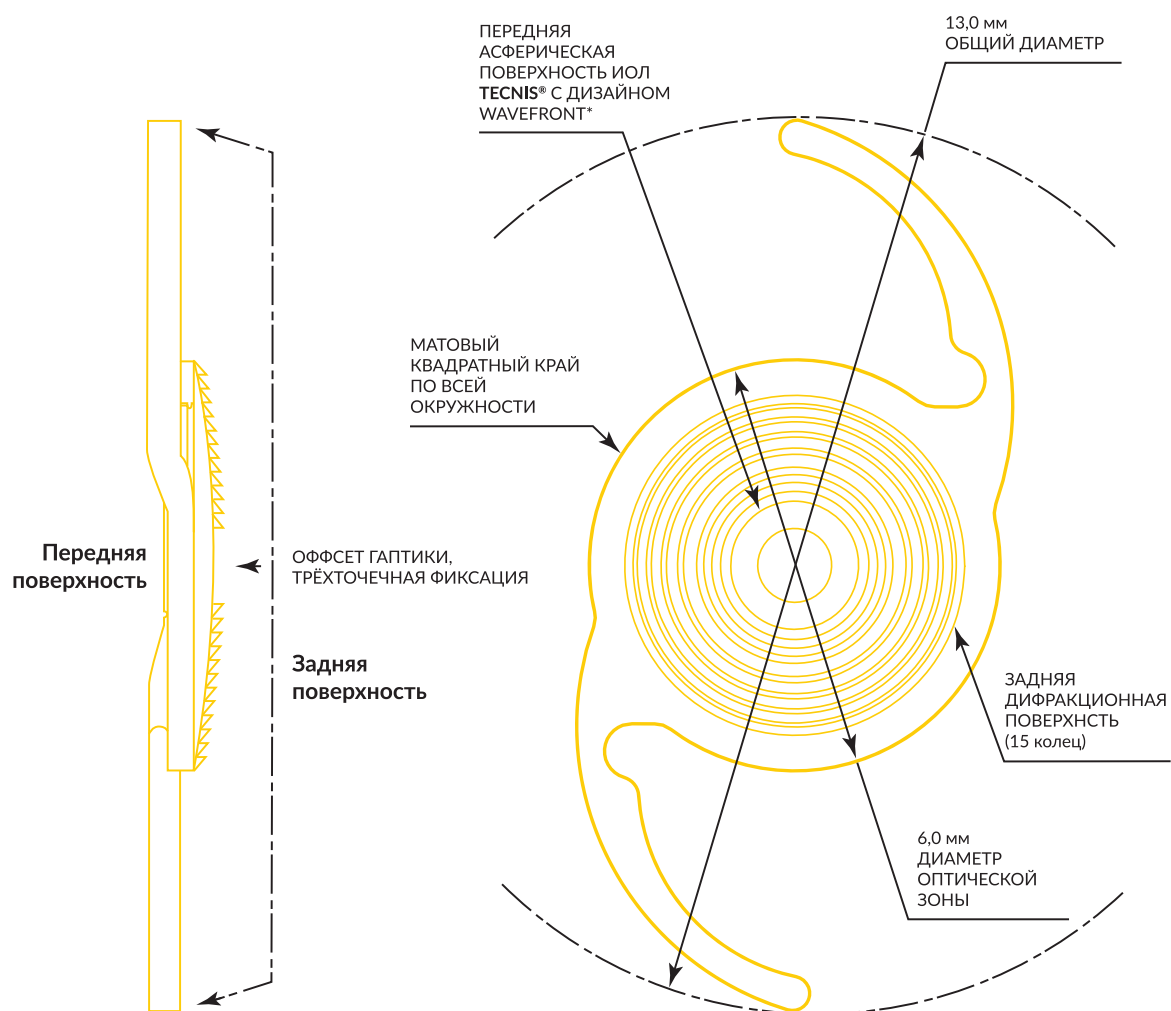 ПЕРЕДНЯЯ
АСФЕРИЧЕСКАЯ
ПОВЕРХНОСТЬ ИОЛ
TECNIS® С ДИЗАЙНОМ
WAVEFRONT*
13,0 мм
ОБЩИЙ ДИАМЕТР
МАТОВЫЙ
КВАДРАТНЫЙ КРАЙ
ПО ВСЕЙ
ОКРУЖНОСТИ
Передняя
поверхность
ОФФСЕТ ГАПТИКИ,
ТРЁХТОЧЕЧНАЯ ФИКСАЦИЯ
Задняя
поверхность
ЗАДНЯЯ
ДИФРАКЦИОННАЯ
ПОВЕРХНСТЬ
(15 колец)
6,0 мм
ДИАМЕТР
ОПТИЧЕСКОЙ
ЗОНЫ